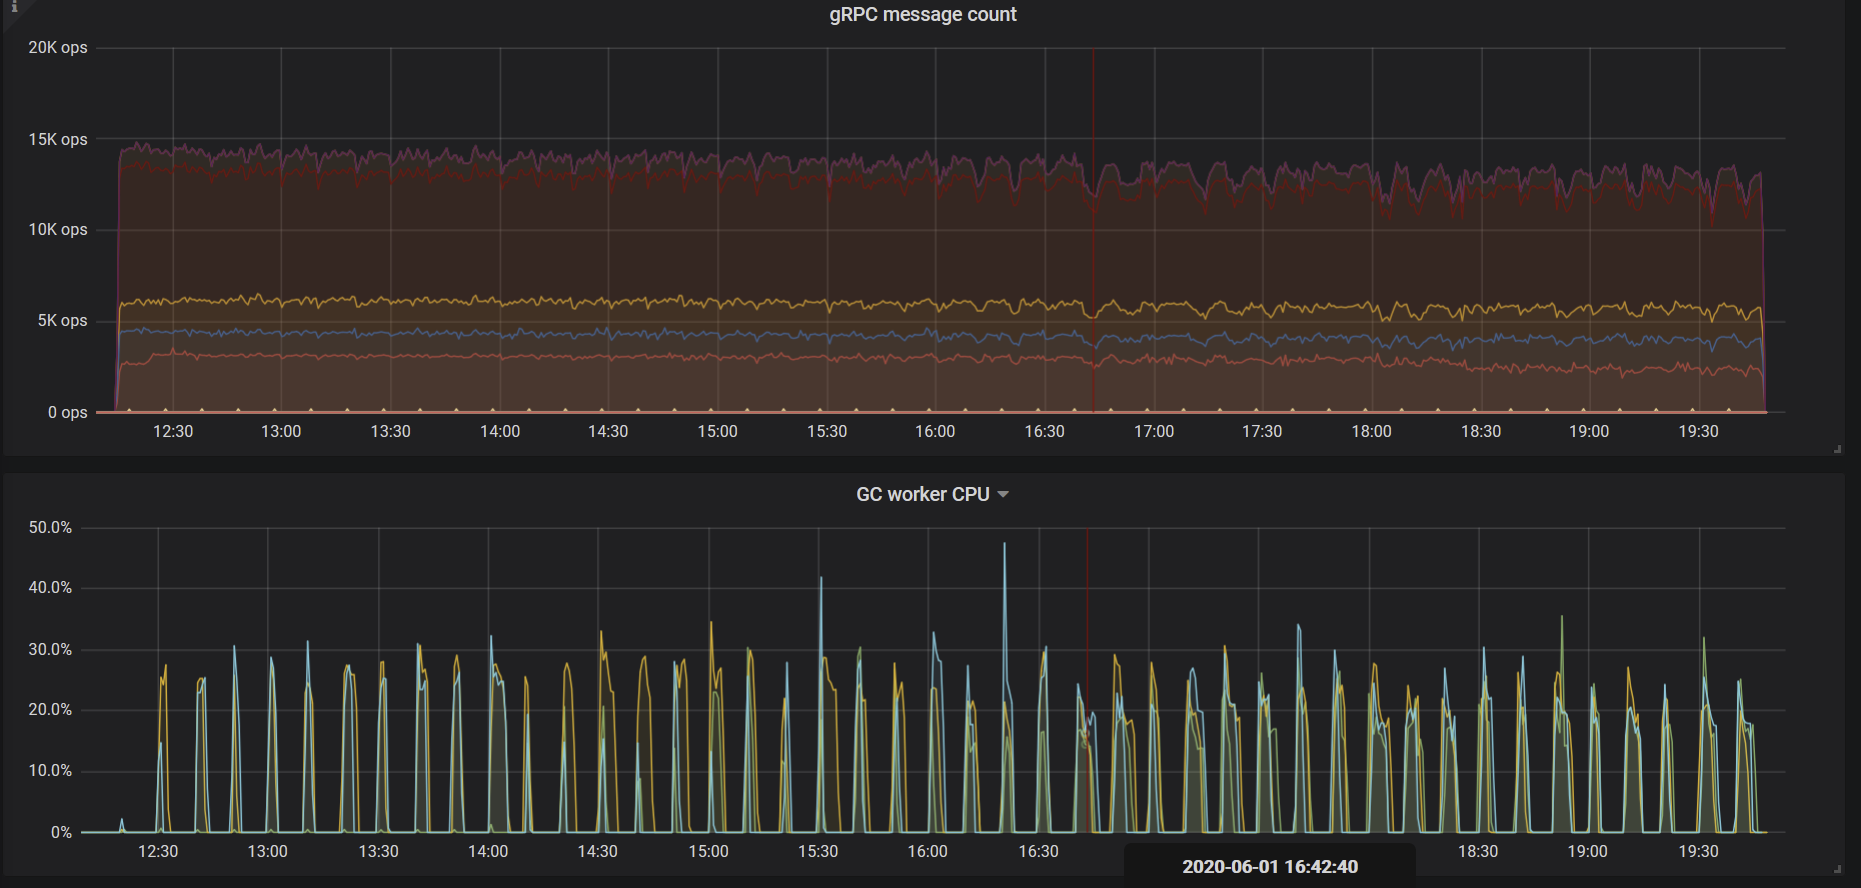 i
gRPC message count
20K ops
15K ops
10K ops
5K ops
0 ops
12:30 13:00 13:30 14:00 14:30 15:00 15:30 16:00 16:30 17:00 17:30 18:00 18:30 19:00 19:30
GC worker CPU
50.0%
40.0%
30.0%
20.0%
10.0%
0%
12:30 13:00 13:30 14:00 14:30 15:00 15:30 16:00 16:30 18:30 19:00 19:30
2020-06-01 16:42:40